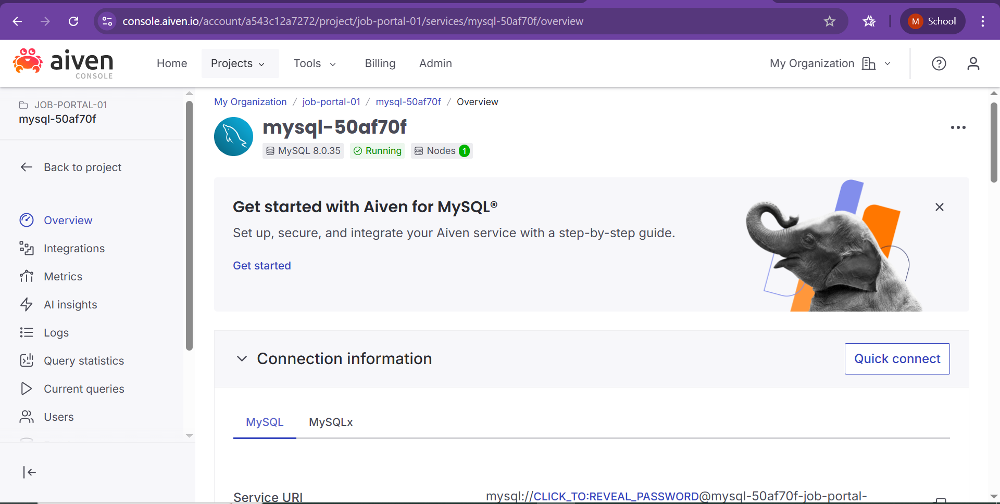 console.aiven.io/account/a543c12a7272/project/job-portal-01/services/mysql-50af70f/overview
M School
aiven
CONSOLE
Home
Projects
Tools
Billing
Admin
My Organization
JOB-PORTAL-01
mysql-50af70f
Back to project
Overview
Integrations
Metrics
AI insights
Logs
Query statistics
Current queries
Users
My Organization / job-portal-01 / mysql-50af70f / Overview
mysql-50af70f
MySQL 8.0.35
Running
Nodes 1
Get started with Aiven for MySQL®
Set up, secure, and integrate your Aiven service with a step-by-step guide.
Get started
Connection information
Quick connect
MySQL
MySQLx
Service URI
mysql://CLICK_TO:REVEAL_PASSWORD@mysql-50af70f-job-portal-